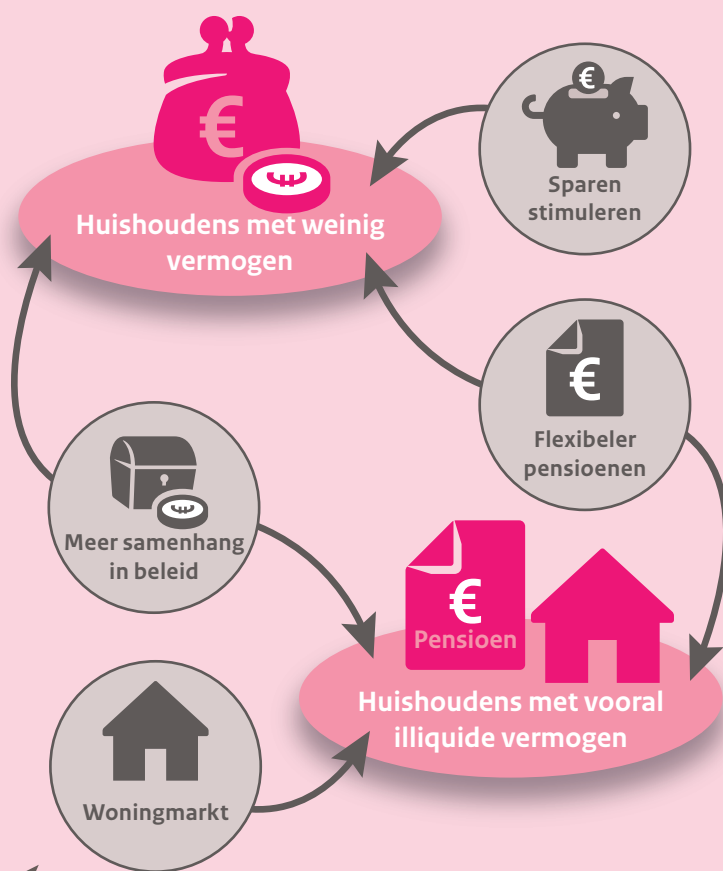 €
€
Sparen
stimuleren
Huishoudens met weinig
vermogen
€
Flexibeler
pensioenen
Meer samenhang
in beleid
€
Pensioen
Huishoudens met vooral
illiquide vermogen
Woningmarkt